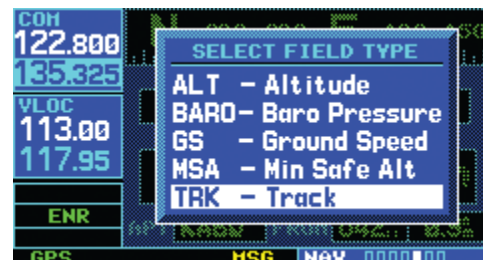 COM
122.800
135.325
VLOC
113.00
117.95
ENR
GPS
SELECT FIELD TYPE
ALT – Altitude
BARO– Baro Pressure
GS – Ground Speed
MSA – Min Safe Alt
TRK – Track
MSG NAV